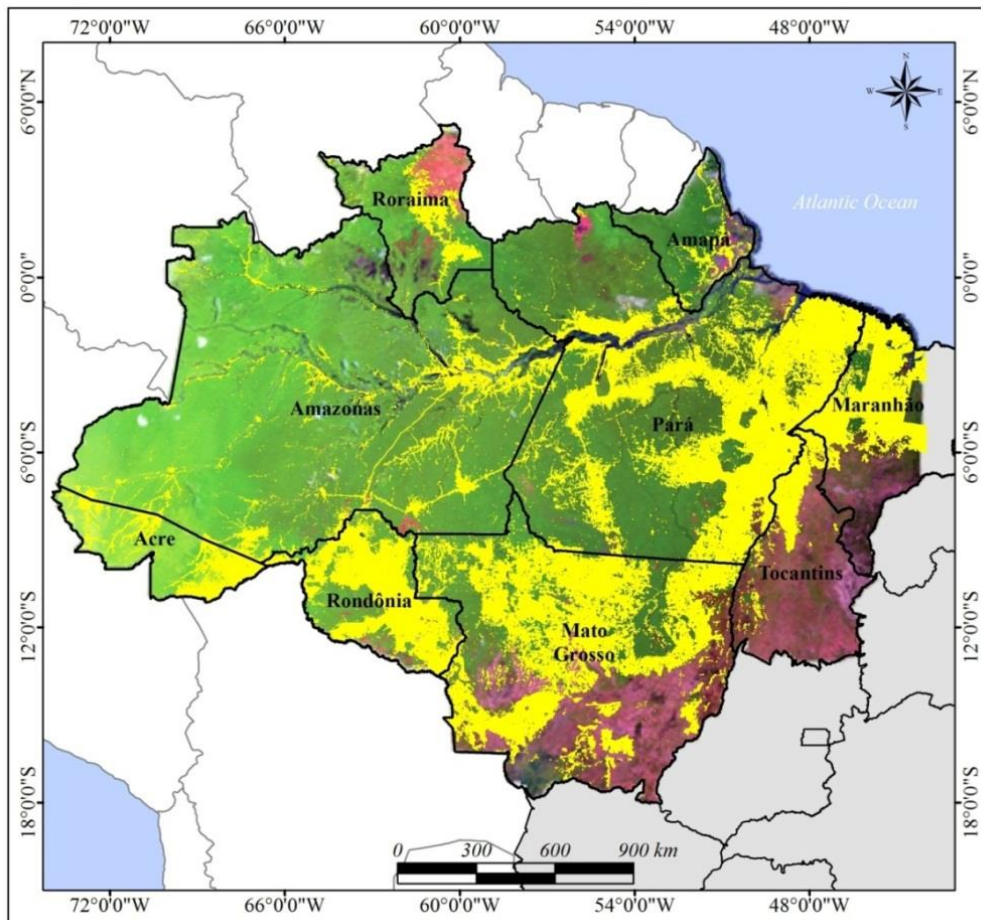 72°0'0"W 66°0'0"W 60°0'0"W 54°0'0"W 48°0'0"W
6°0'0"N 6°0'0"N
N
W E
S
Roraima
Atlantic Ocean
Amapá
0°0'0" 0°0'0"
Amazonas
Pará
Maranhão
6°0'0"S 6°0'0"S
Acre
Tocantins
Rondônia
12°0'0"S 12°0'0"S
Mato
Grosso
18°0'0"S 18°0'0"S
0 300 600 900 km
72°0'0"W 66°0'0"W 60°0'0"W 54°0'0"W 48°0'0"W